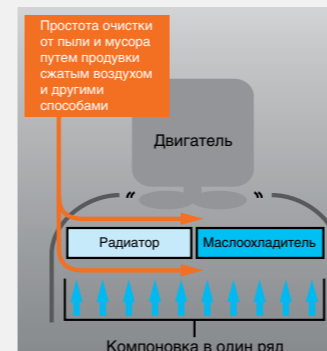 Простота очистки
от пыли и мусора
путем продувки
сжатым воздухом
и другими
способами
Двигатель
Радиатор
Маслоохладитель
Компоновка в один ряд